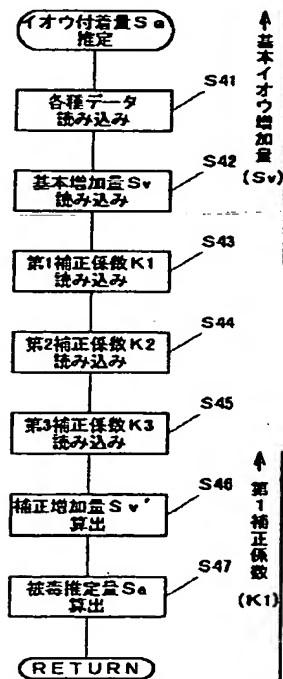 イオウ付着量Sa
推定
S41
各種データ
読み込み
S42
基本増加量Sv
読み込み
S43
第1補正係数K1
読み込み
S44
第2補正係数K2
読み込み
S45
第3補正係数K3
読み込み
S46
補正増加量Sv'
算出
S47
被毒推定量Sa
算出
RETURN
↑基本イオウ増加量
(Sv)
↑第1補正係数
(K1)